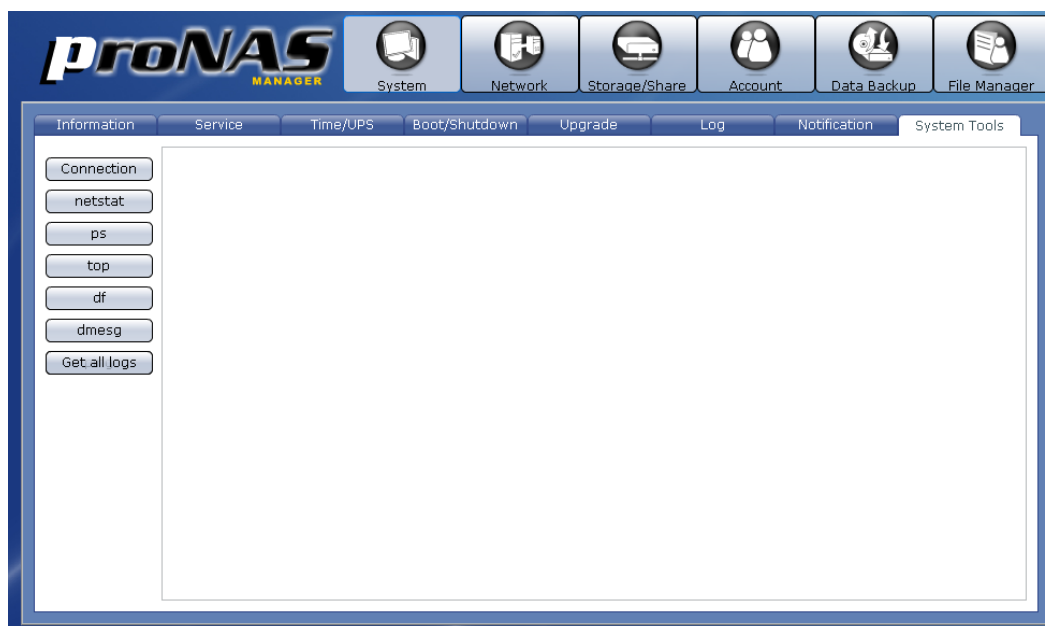 proNAS
MANAGER
System
Network
Storage/Share
Account
Data Backup
File Manager
Information
Service
Time/UPS
Boot/Shutdown
Upgrade
Log
Notification
System Tools
Connection
netstat
ps
top
df
dmesg
Get all logs